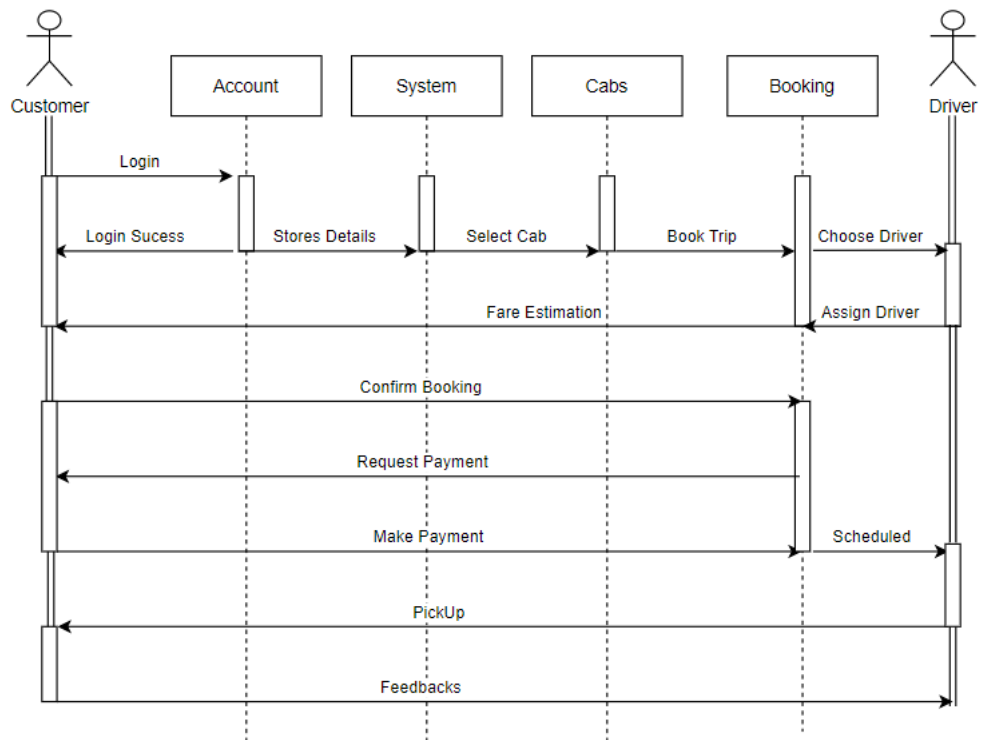 Account
System
Cabs
Booking
Customer
Driver
Login
Login Sucess
Stores Details
Select Cab
Book Trip
Choose Driver
Fare Estimation
Assign Driver
Confirm Booking
Request Payment
Make Payment
Scheduled
PickUp
Feedbacks